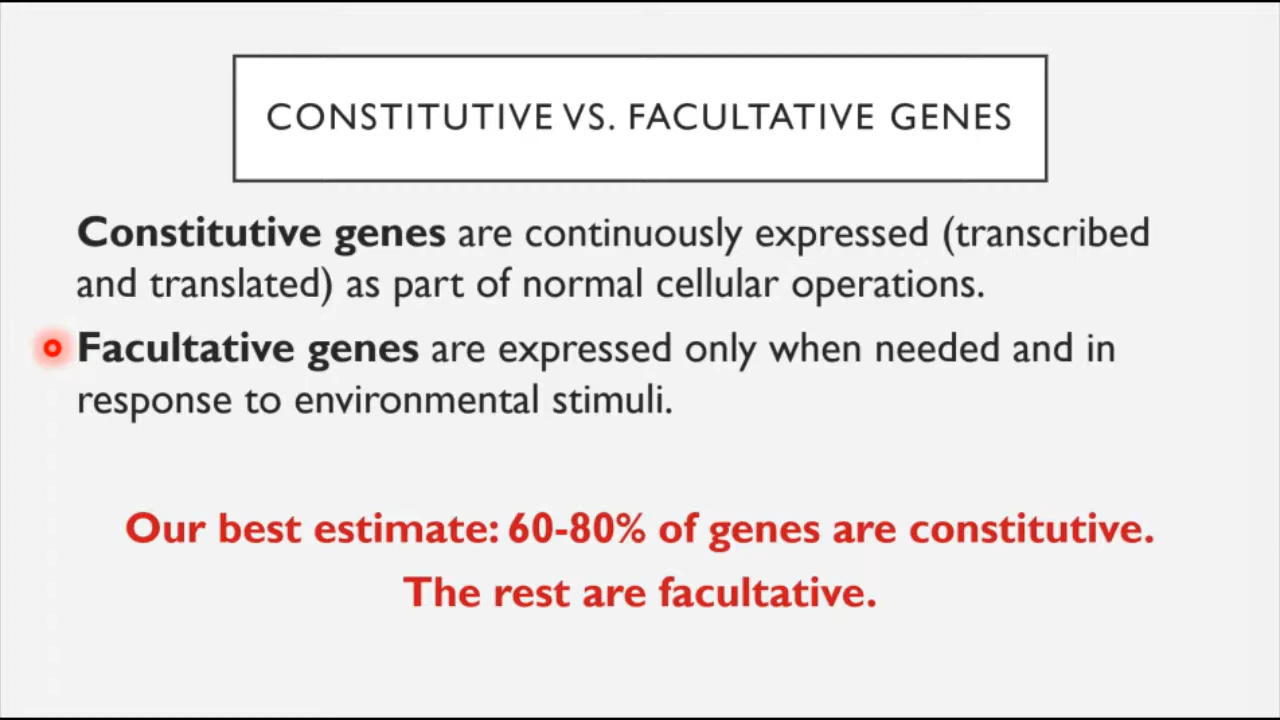 CONSTITUTIVE VS. FACULTATIVE GENES
Constitutive genes are continuously expressed (transcribed
and translated) as part of normal cellular operations.
Facultative genes are expressed only when needed and in
response to environmental stimuli.
Our best estimate: 60-80% of genes are constitutive.
The rest are facultative.